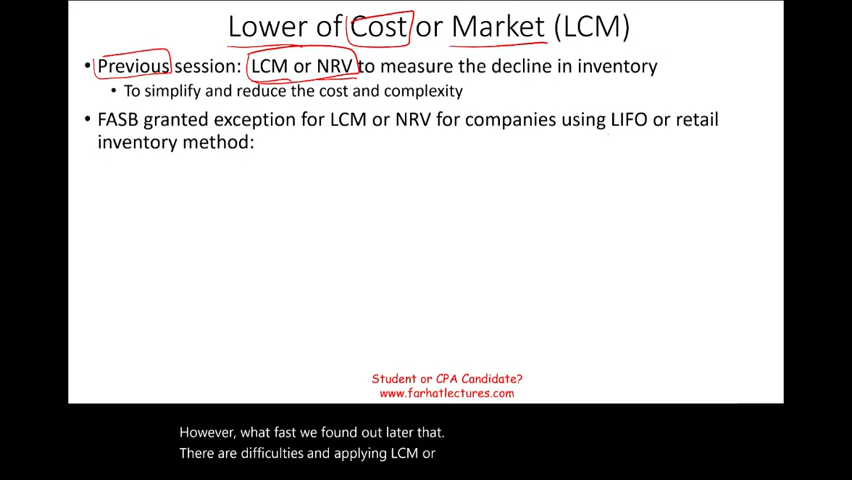 Lower of Cost or Market (LCM)
• Previous session: LCM or NRV to measure the decline in inventory
• To simplify and reduce the cost and complexity
• FASB granted exception for LCM or NRV for companies using LIFO or retail
inventory method:
Student or CPA Candidate?
www.farhatlectures.com
However, what fast we found out later that.
There are difficulties and applying LCM or